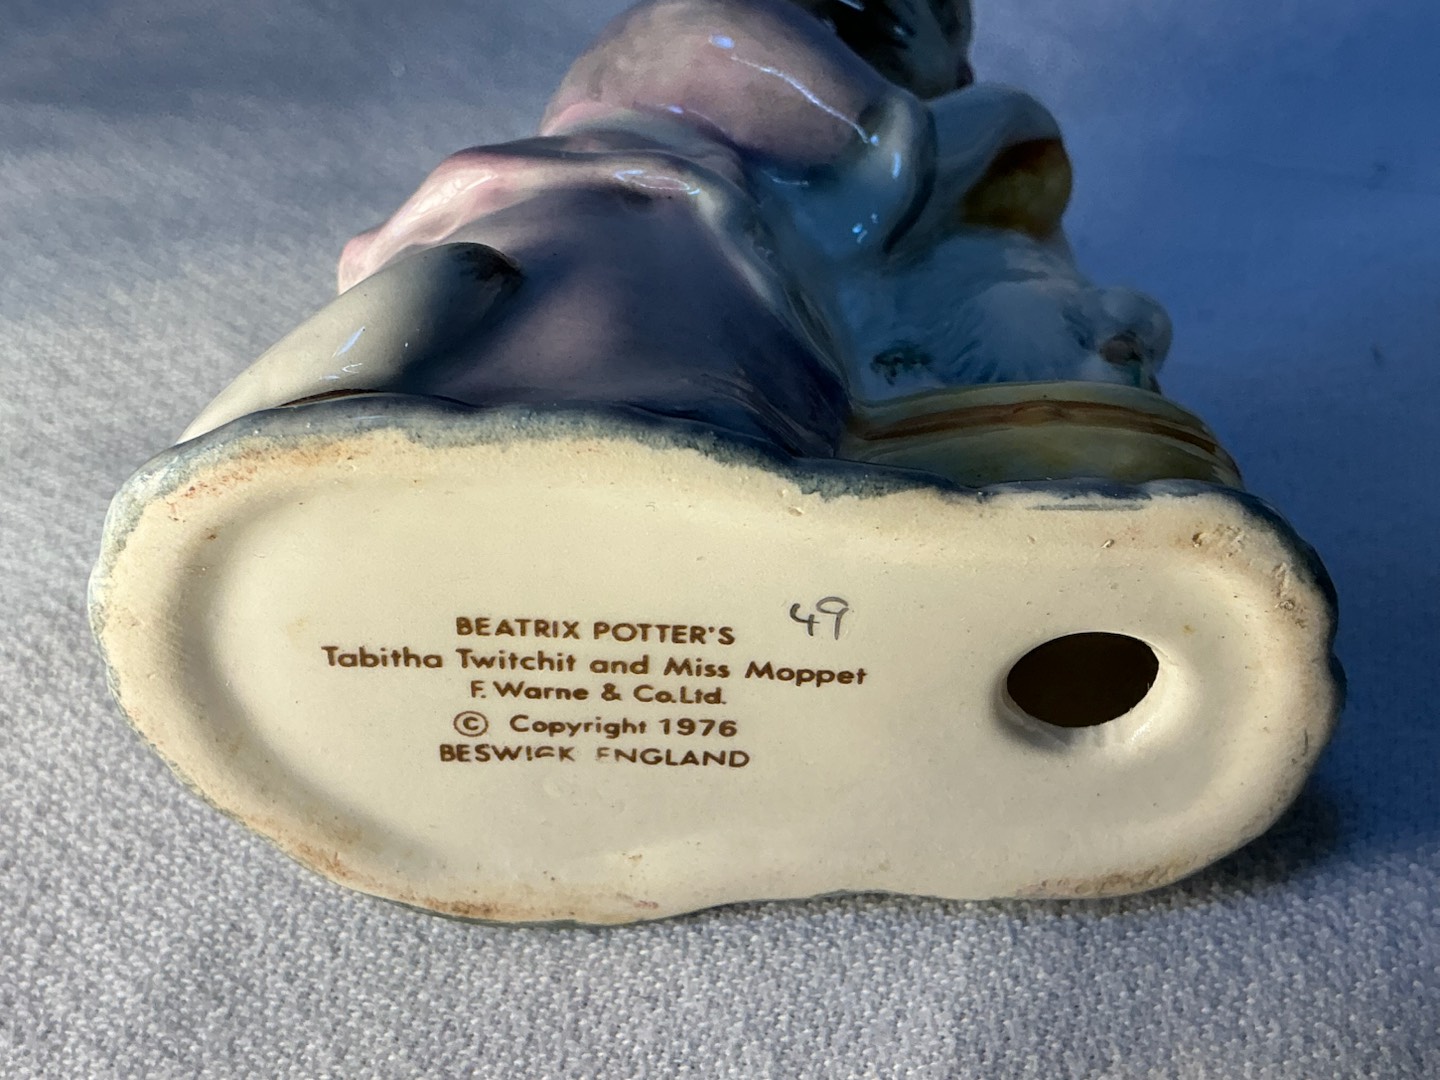 49
BEATRIX POTTER'S
Tabitha Twitchit and Miss Moppet
F. Warne & Co. Ltd.
© Copyright 1976
BESWICK ENGLAND